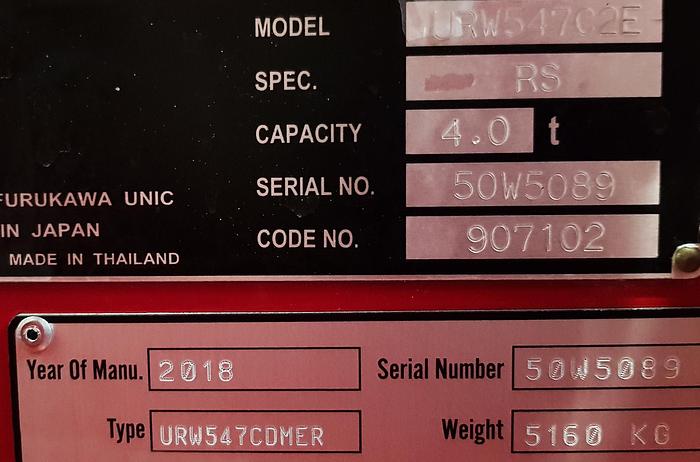 MODEL URW547C2E
SPEC. RS
CAPACITY 4.0 t
SERIAL NO. 50W5089
CODE NO. 907102
FURUKAWA UNIC
IN JAPAN
MADE IN THAILAND
Year Of Manu. 2018 Serial Number 50W5089
Type URW547CDMER Weight 5160 KG